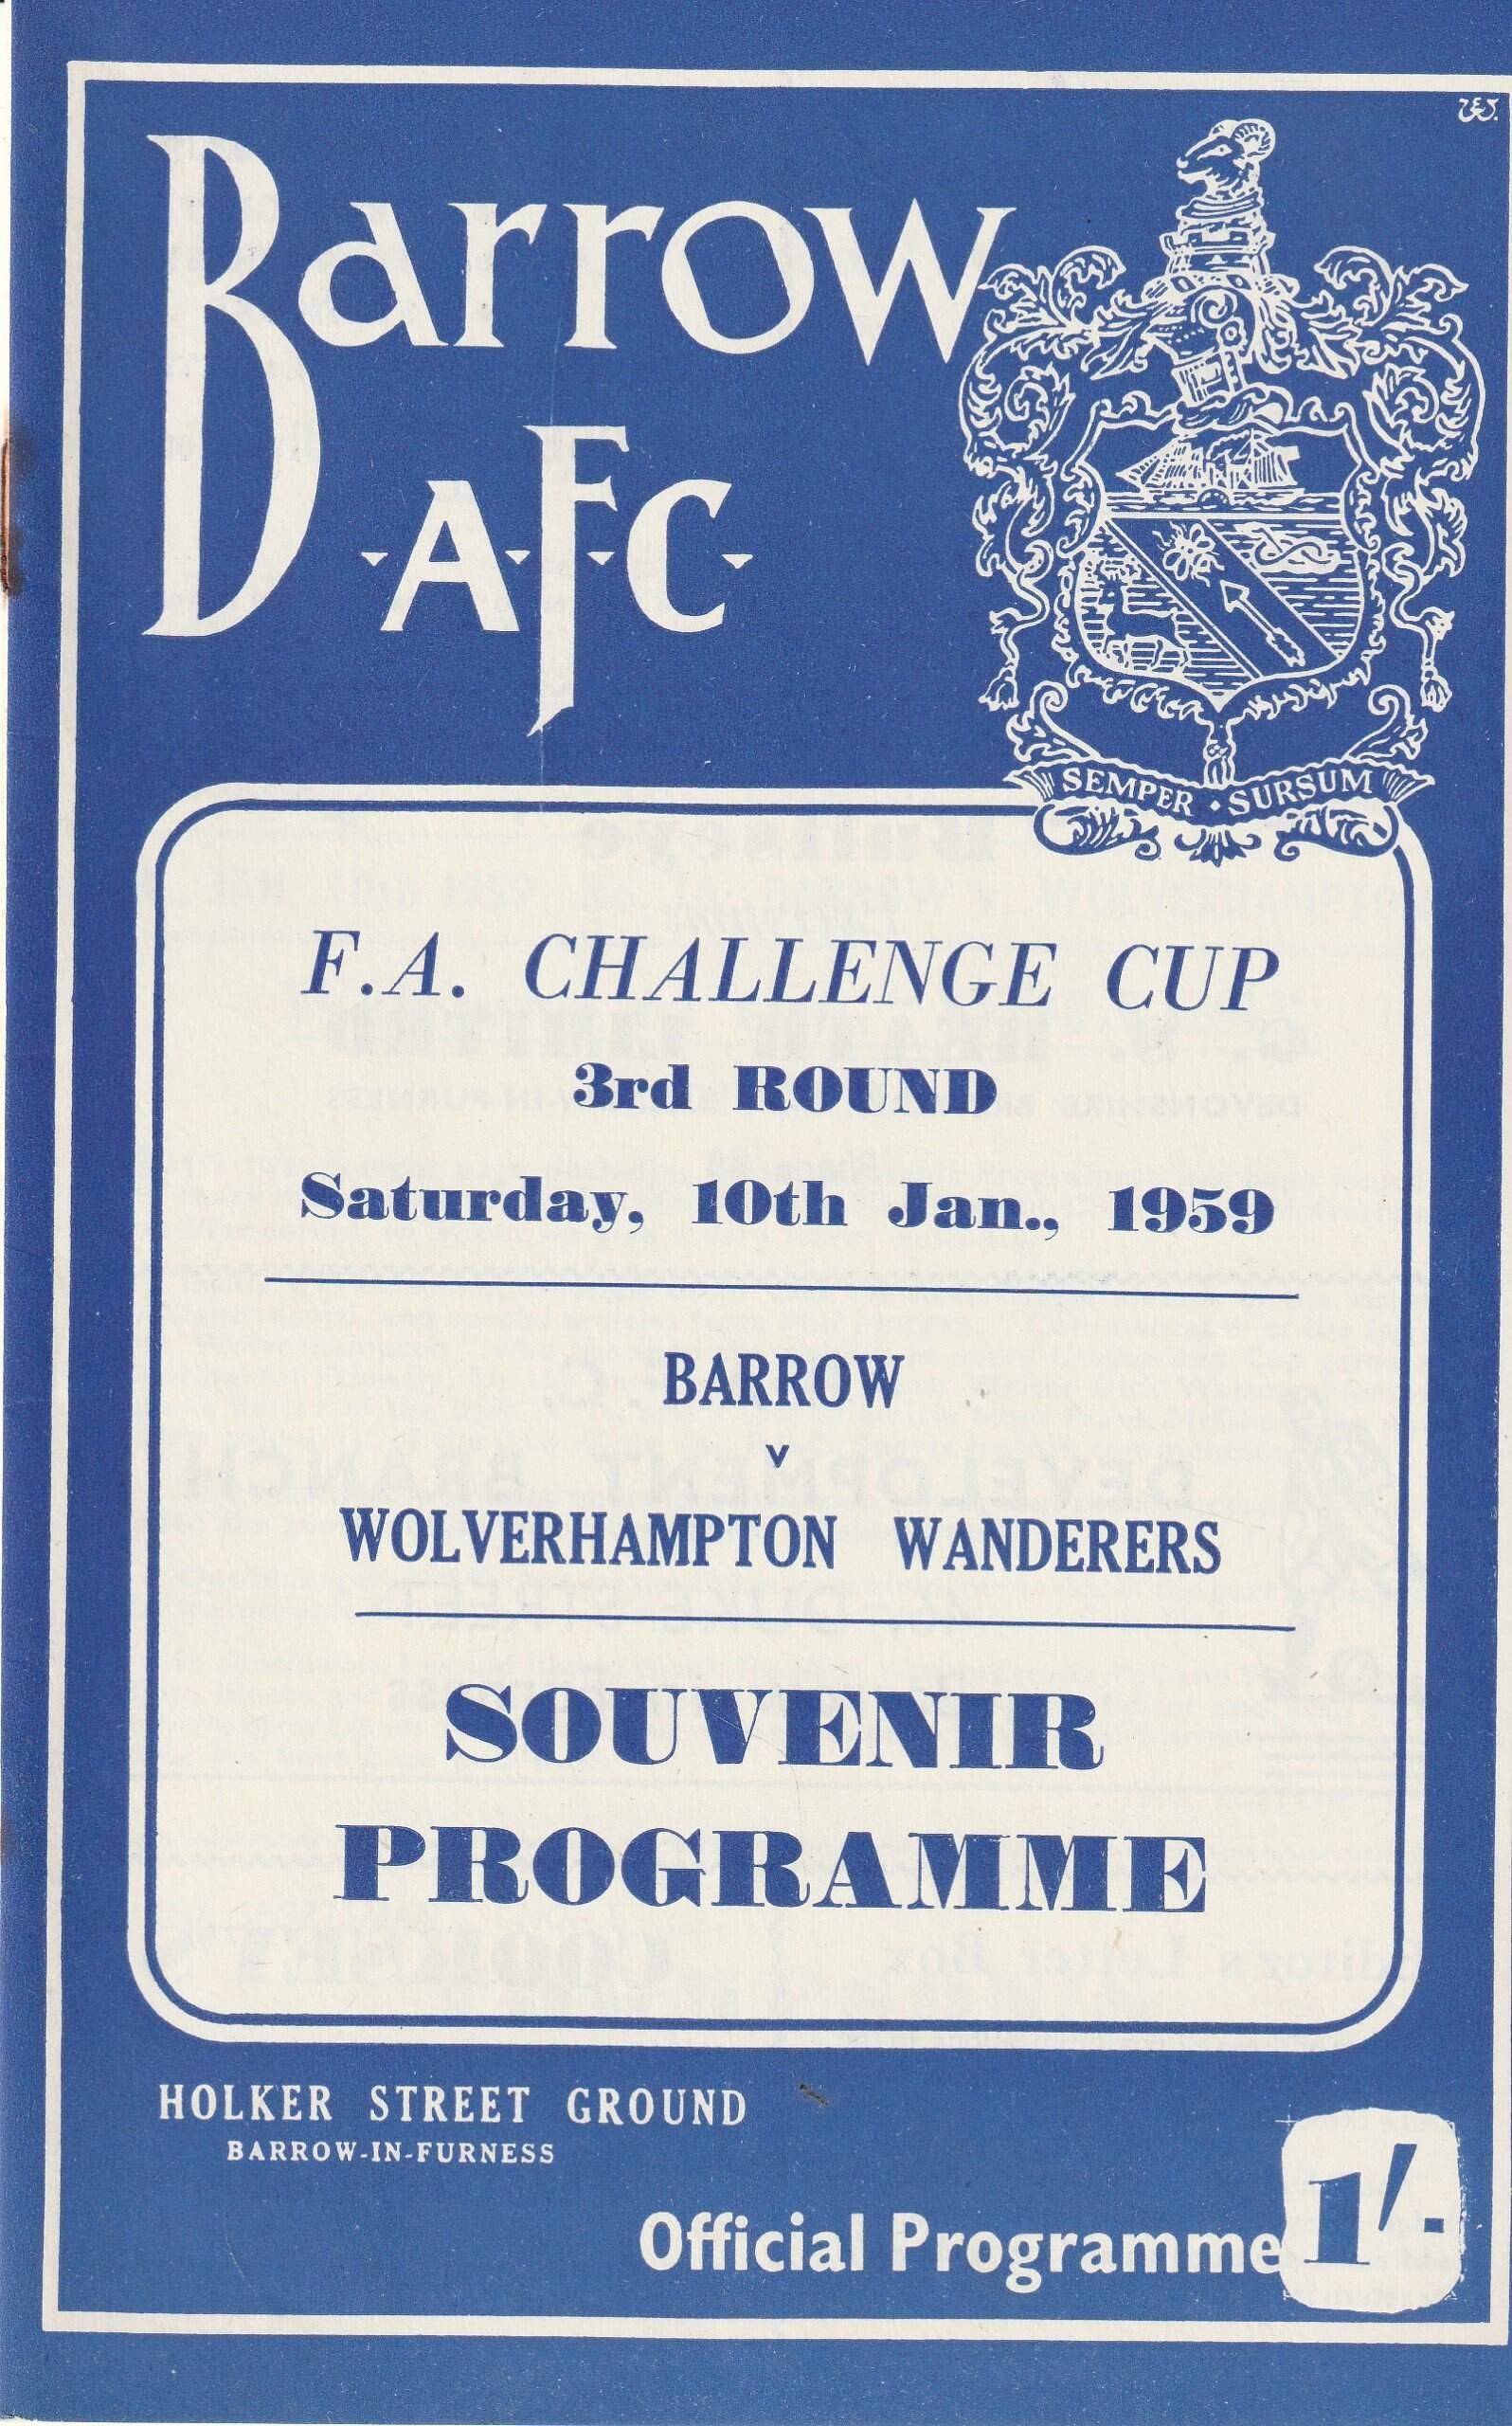 Barrow
·A·F·C·
SEMPER · SURSUM
F.A. CHALLENGE CUP
3rd ROUND
Saturday, 10th Jan., 1959
BARROW
v
WOLVERHAMPTON WANDERERS
SOUVENIR
PROGRAMME
HOLKER STREET GROUND
BARROW-IN-FURNESS
Official Programme 1/-